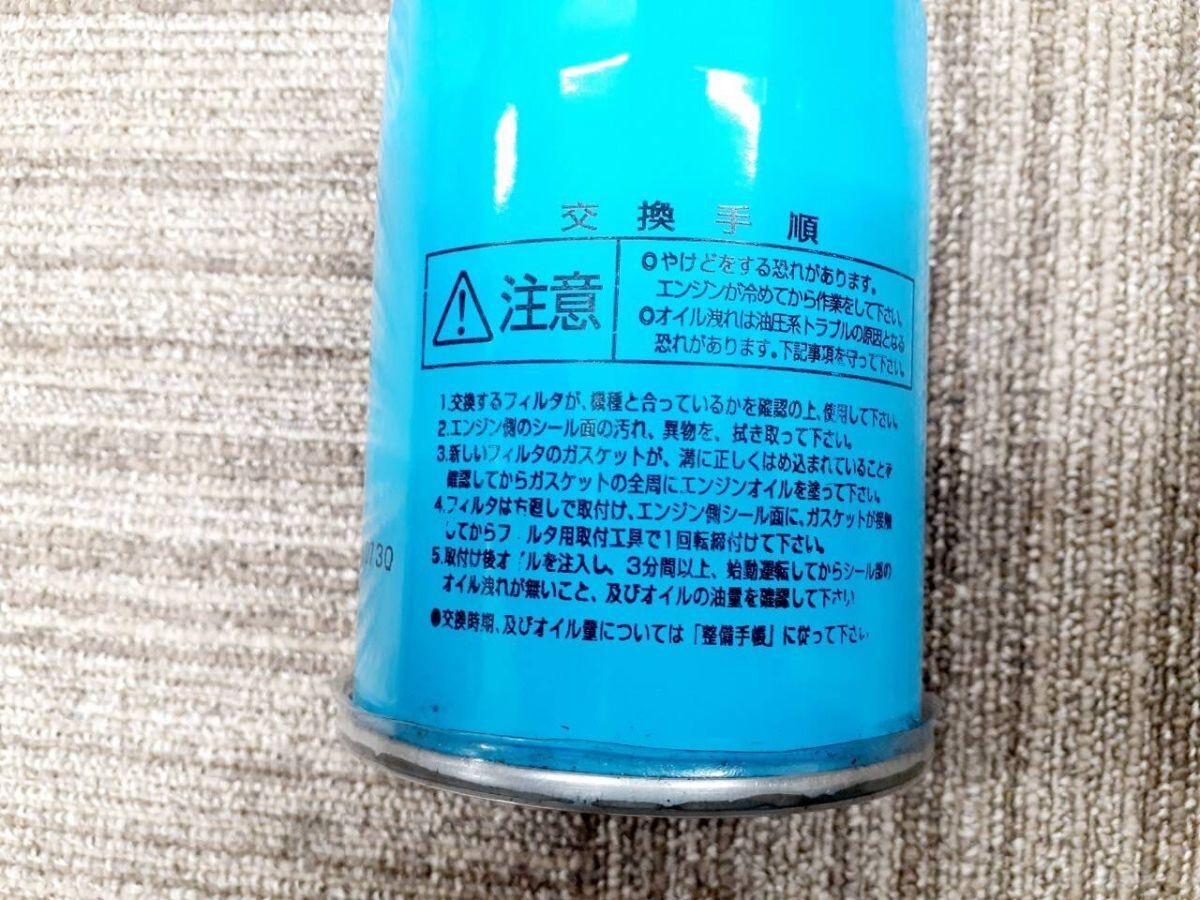 交換手順
注意
◎やけどをする恐れがあります。
エンジンが冷めてから作業をして下さい。
◎オイル洩れは油圧系トラブルの原因となる
恐れがあります。下記事項を守って下さい。
1.交換するフィルタが、機種と合っているかを確認の上、使用して下さい。
2.エンジン側のシール面の汚れ、異物を、拭き取って下さい。
3.新しいフィルタのガスケットが、溝に正しくはめ込まれていることを
確認してからガスケットの全周にエンジンオイルを塗って下さい。
4.フィルタは右廻しで取付け、エンジン側シール面に、ガスケットが接触
してからフィルタ用取付工具で1回転締付けて下さい。
5.取付け後オイルを注入し、3分間以上、始動運転してからシール部の
オイル洩れが無いこと、及びオイルの油量を確認して下さい
●交換時期、及びオイル量については「整備手帳」に従って下さい